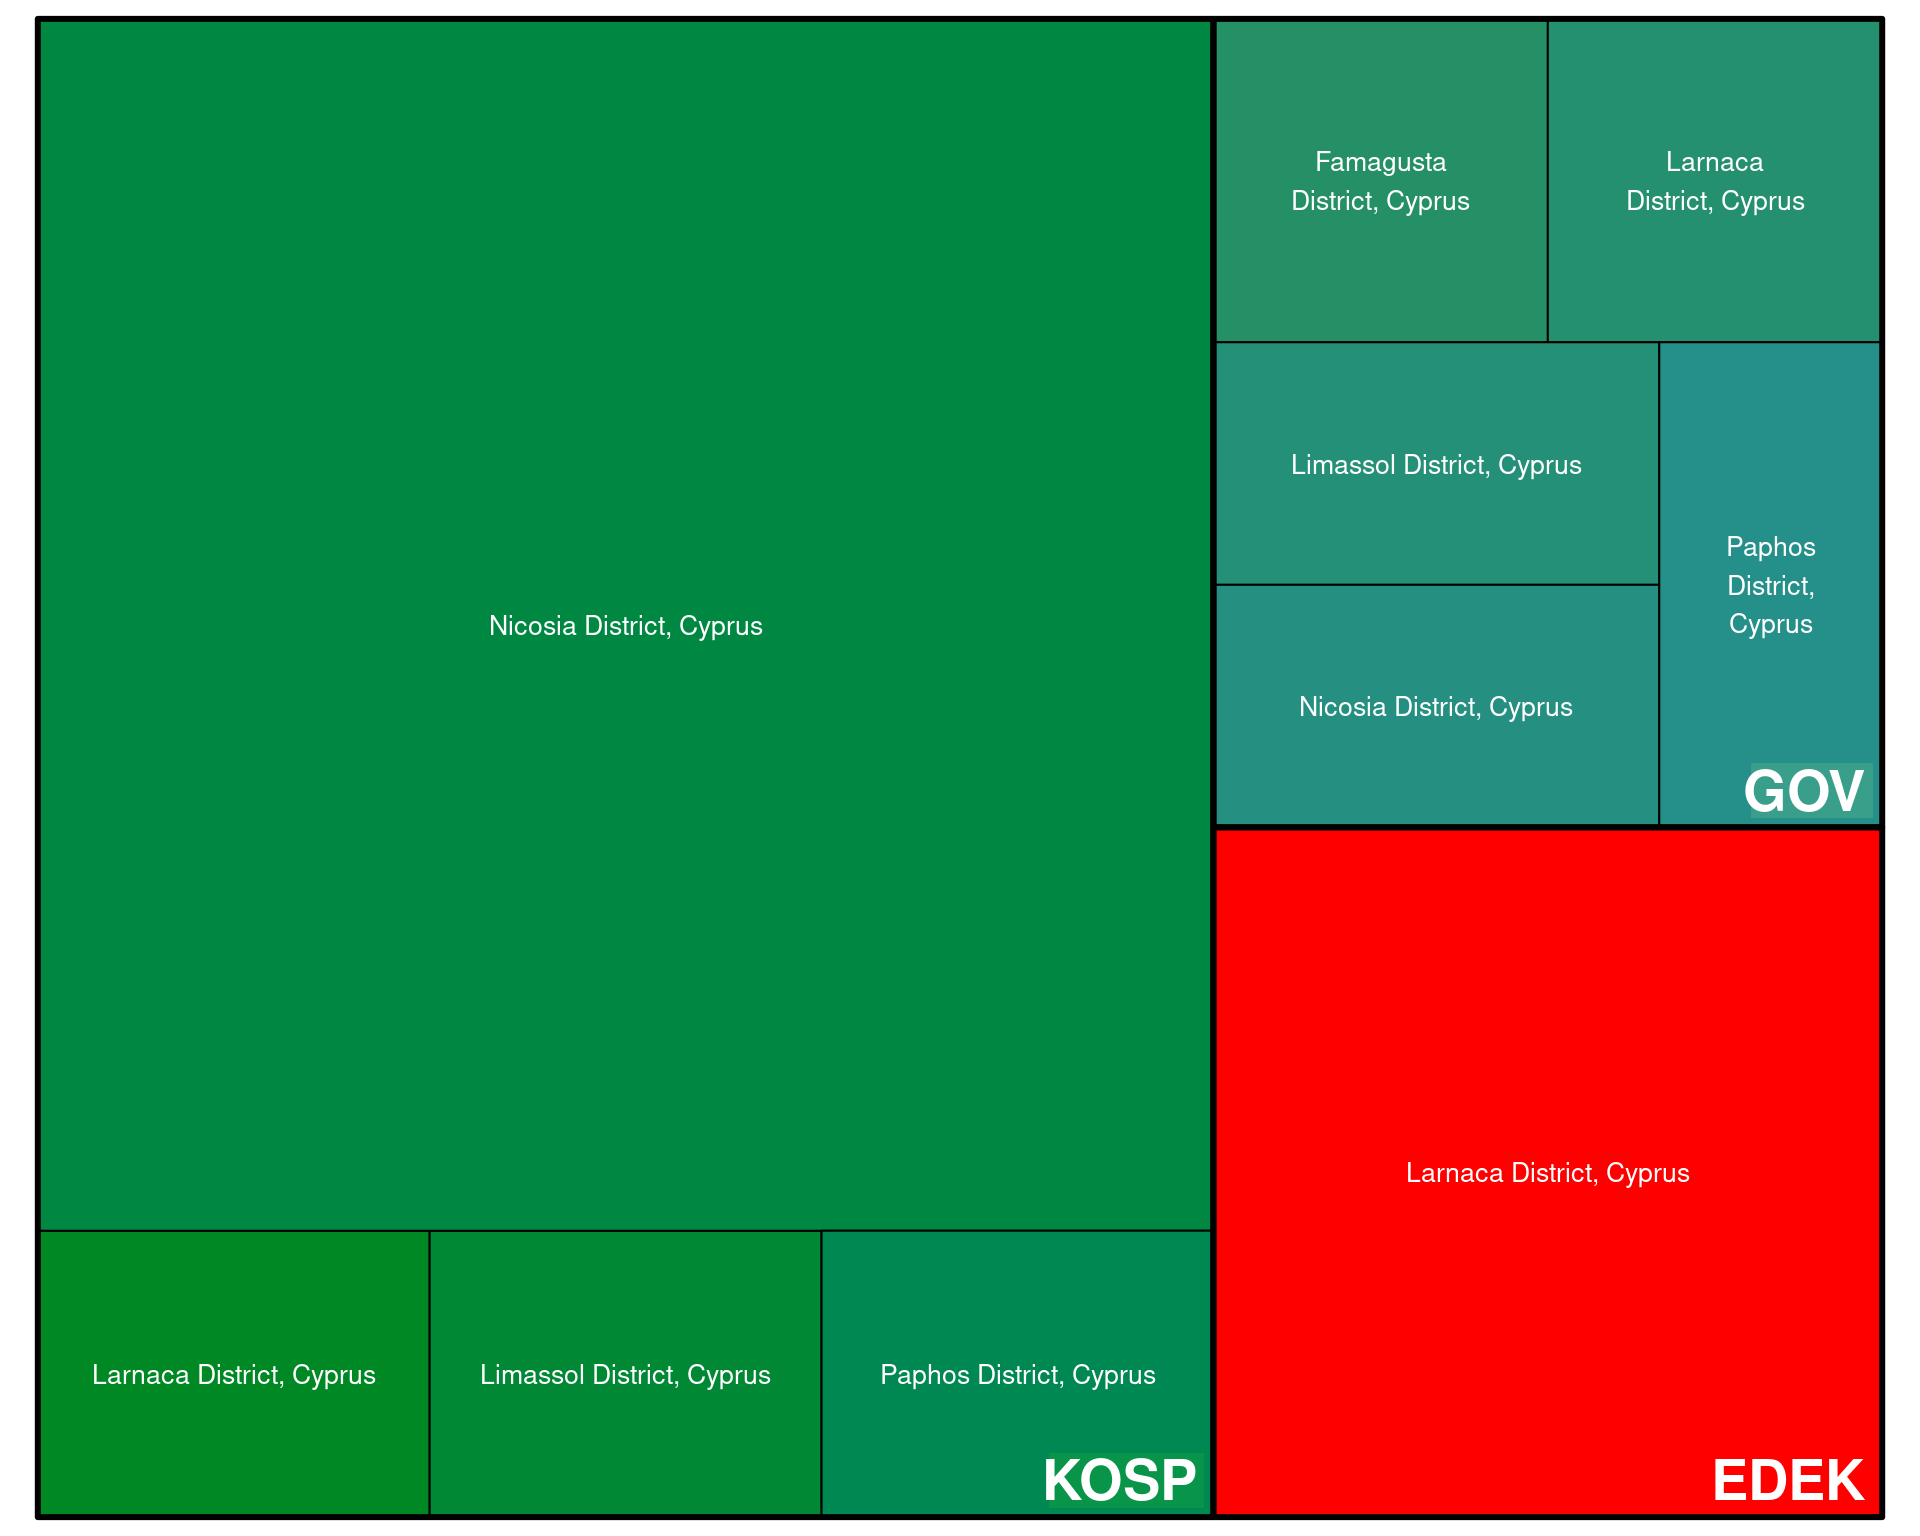 Nicosia District, Cyprus
Larnaca District, Cyprus
Limassol District, Cyprus
Paphos District, Cyprus
KOSP
Famagusta
District, Cyprus
Larnaca
District, Cyprus
Limassol District, Cyprus
Nicosia District, Cyprus
Paphos
District,
Cyprus
GOV
Larnaca District, Cyprus
EDEK